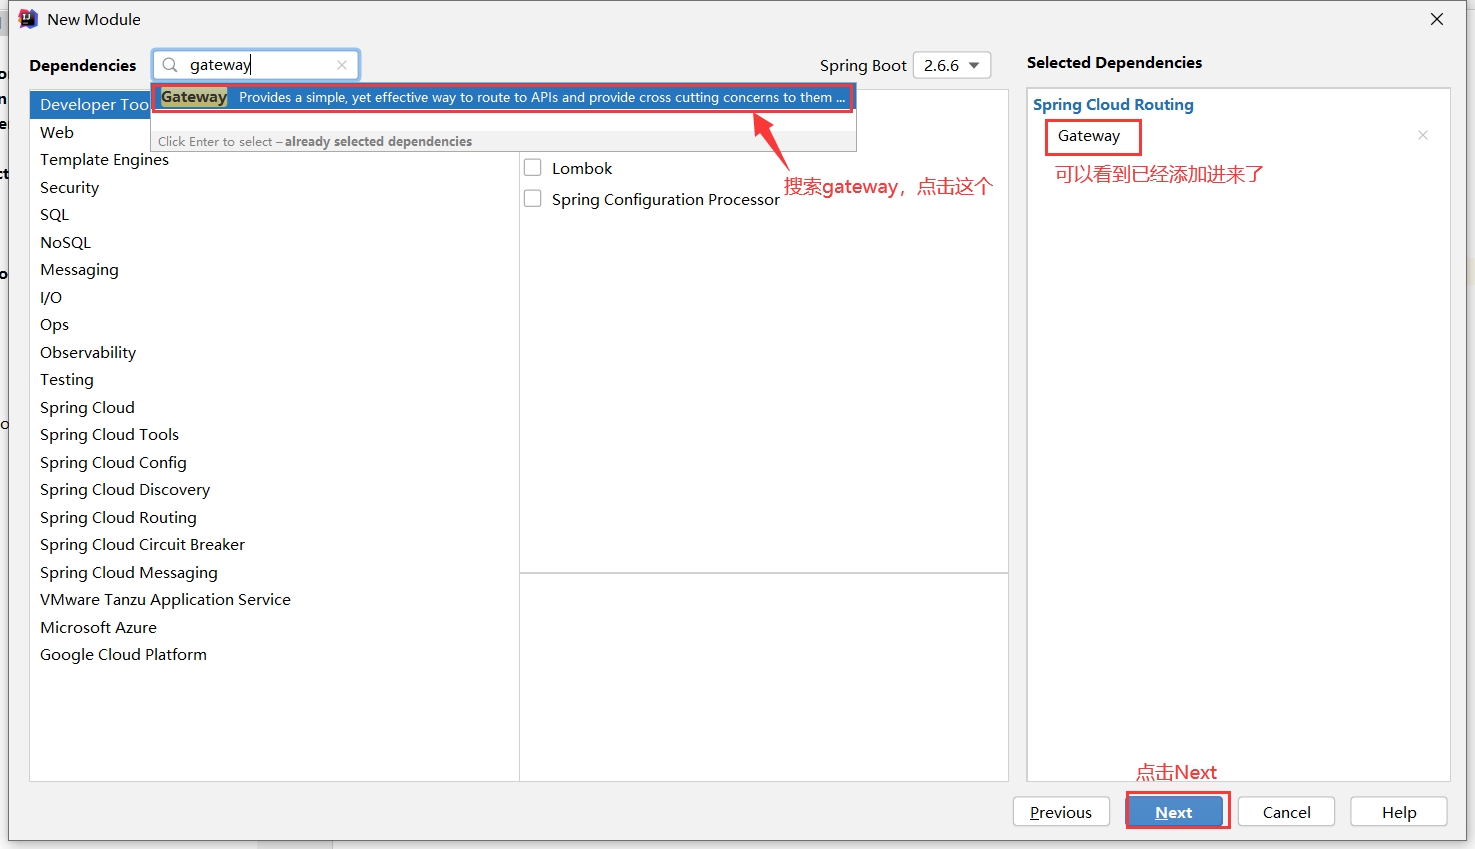 New Module
Dependencies
gateway
Spring Boot
2.6.6
Selected Dependencies
Gateway Provides a simple, yet effective way to route to APIs and provide cross cutting concerns to them ...
Click Enter to select – already selected dependencies
Developer Too
Web
Template Engines
Security
SQL
NoSQL
Messaging
I/O
Ops
Observability
Testing
Spring Cloud
Spring Cloud Tools
Spring Cloud Config
Spring Cloud Discovery
Spring Cloud Routing
Spring Cloud Circuit Breaker
Spring Cloud Messaging
VMware Tanzu Application Service
Microsoft Azure
Google Cloud Platform
Lombok
Spring Configuration Processor
搜索gateway，点击这个
Spring Cloud Routing
Gateway
可以看到已经添加进来了
点击Next
Previous
Next
Cancel
Help